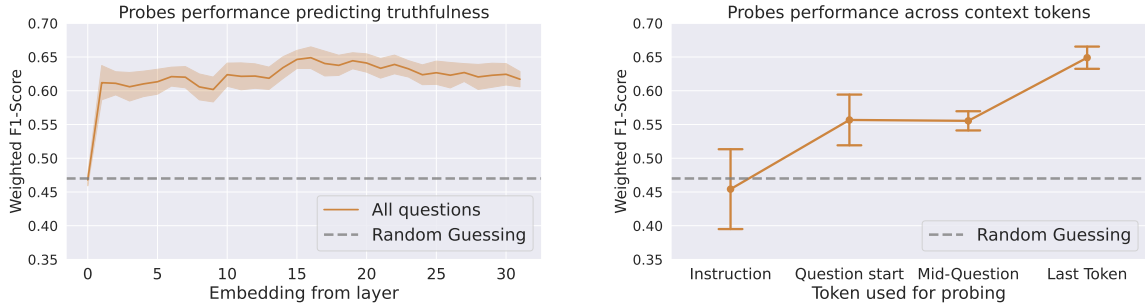 Probes performance predicting truthfulness
Weighted F1-Score
0.70
0.65
0.60
0.55
0.50
0.45
0.40
0.35
0
5
10
15
20
25
30
Embedding from layer
All questions
Random Guessing
Probes performance across context tokens
Weighted F1-Score
0.70
0.65
0.60
0.55
0.50
0.45
0.40
0.35
Instruction
Question start
Mid-Question
Last Token
Token used for probing
Random Guessing